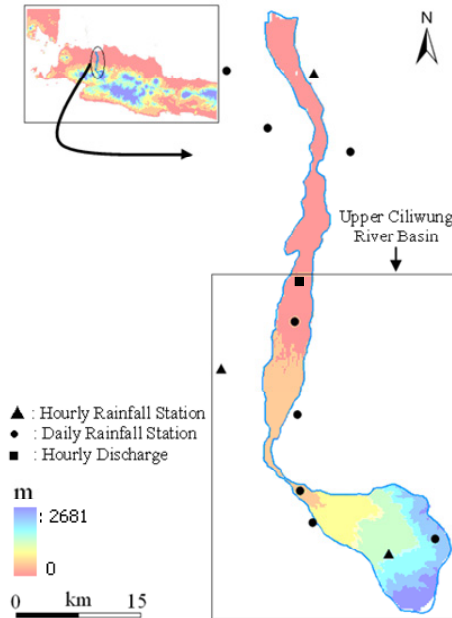 N
Upper Ciliwung
River Basin
▲ : Hourly Rainfall Station
● : Daily Rainfall Station
■ : Hourly Discharge
m
: 2681
0
0 km 15